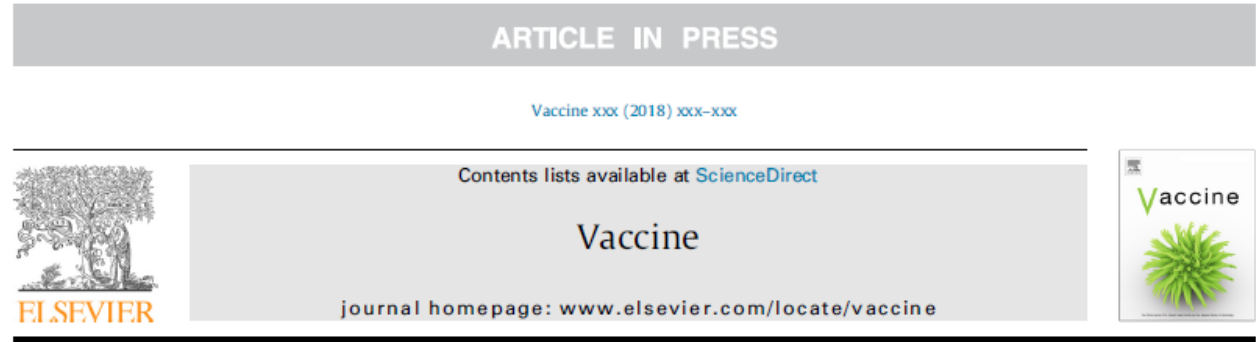 ARTICLE IN PRESS
Vaccine xxx (2018) xxx–xxx
Contents lists available at ScienceDirect
Vaccine
journal homepage: www.elsevier.com/locate/vaccine
ELSEVIER
Vaccine